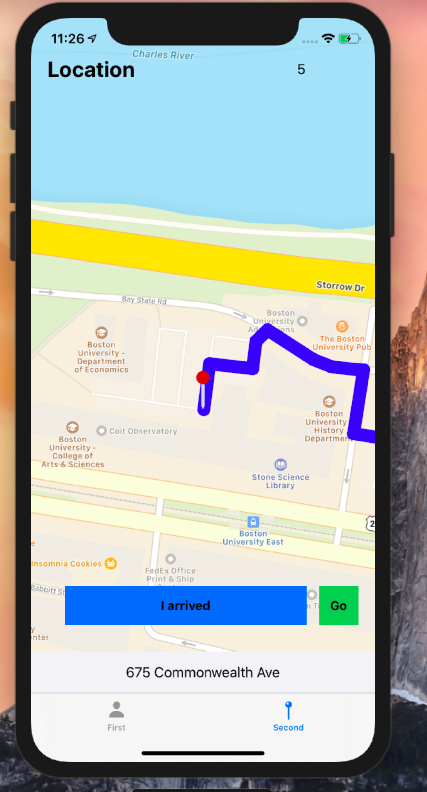 11:26
Charles River
Location
5
Storrow Dr
Bay State Rd
Boston
University
The Boston
University Pub
Boston
University -
Department
of Economics
Boston
University
History
Department
Coit Observatory
Boston
University -
College of
Arts & Sciences
Stone Science
Library
2
Boston
University East
Insomnia Cookies
FedEx Office
Print & Ship
Babbitt
I arrived
Go
675 Commonwealth Ave
First
Second